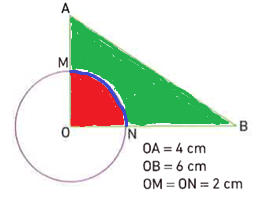 A
M
O
N
B
OA = 4 cm
OB = 6 cm
OM = ON = 2 cm